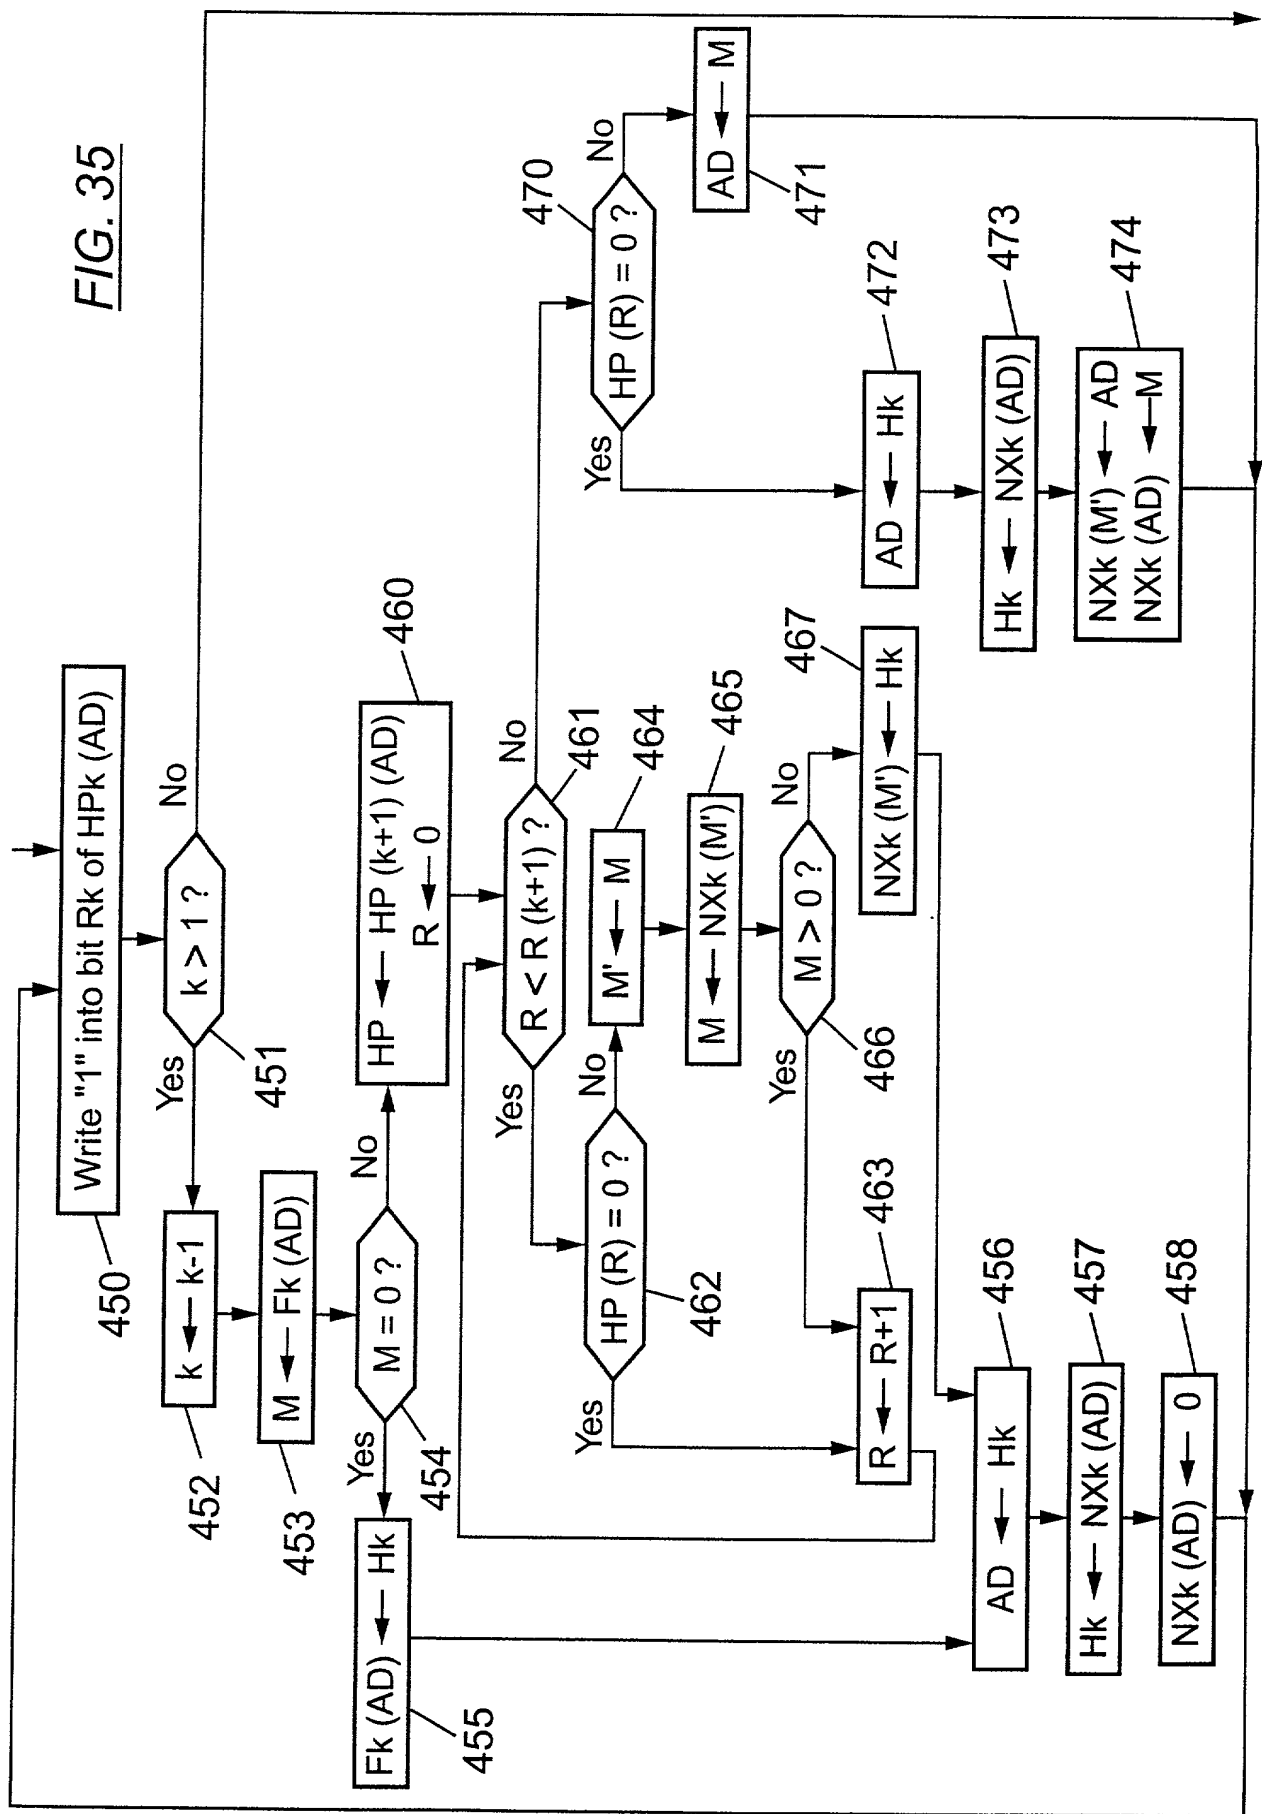 FIG. 35
Write "1" into bit Rk of HPk (AD)
450
k > 1 ?
Yes
No
451
k ← k-1
452
M ← Fk (AD)
453
M = 0 ?
Yes
No
454
Fk (AD) ← Hk
455
HP ← HP (k+1) (AD)
R ← 0
460
R < R (k+1) ?
Yes
No
461
HP (R) = 0 ?
Yes
No
462
M' ← M
464
M ← NXk (M')
465
M > 0 ?
Yes
No
466
R ← R+1
463
NXk (M') ← Hk
467
AD ← Hk
456
Hk ← NXk (AD)
457
NXk (AD) ← 0
458
HP (R) = 0 ?
Yes
No
470
AD ← M
471
AD ← Hk
472
Hk ← NXk (AD)
473
NXk (M') ← AD
NXk (AD) ← M
474